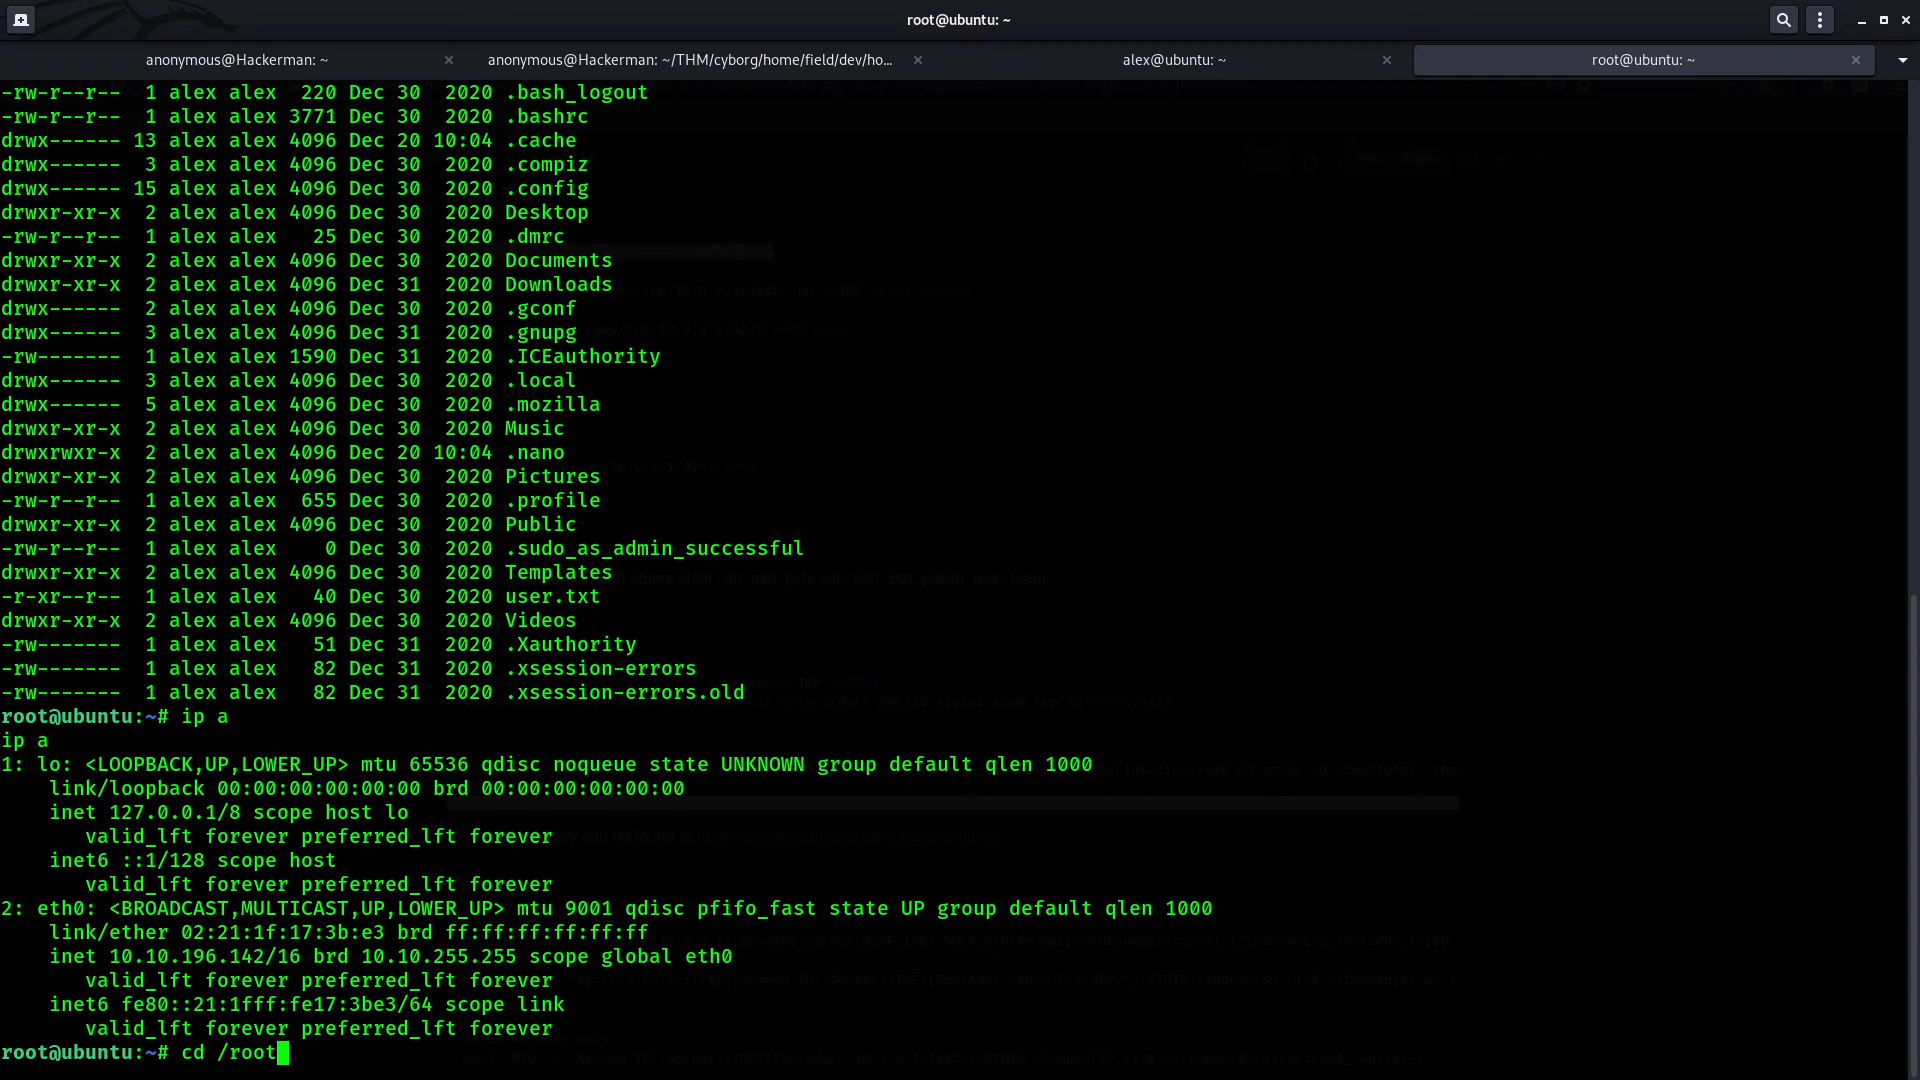 root@ubuntu: ~
anonymous@Hackerman: ~
anonymous@Hackerman: ~/THM/cyborg/home/field/dev/ho...
alex@ubuntu: ~
root@ubuntu: ~
-rw-r--r--  1 alex alex  220 Dec 30  2020 .bash_logout
-rw-r--r--  1 alex alex 3771 Dec 30  2020 .bashrc
drwx------ 13 alex alex 4096 Dec 20 10:04 .cache
drwx------  3 alex alex 4096 Dec 30  2020 .compiz
drwx------ 15 alex alex 4096 Dec 30  2020 .config
drwxr-xr-x  2 alex alex 4096 Dec 30  2020 Desktop
-rw-r--r--  1 alex alex   25 Dec 30  2020 .dmrc
drwxr-xr-x  2 alex alex 4096 Dec 30  2020 Documents
drwxr-xr-x  2 alex alex 4096 Dec 31  2020 Downloads
drwx------  2 alex alex 4096 Dec 30  2020 .gconf
drwx------  3 alex alex 4096 Dec 31  2020 .gnupg
-rw-------  1 alex alex 1590 Dec 31  2020 .ICEauthority
drwx------  3 alex alex 4096 Dec 30  2020 .local
drwx------  5 alex alex 4096 Dec 30  2020 .mozilla
drwxr-xr-x  2 alex alex 4096 Dec 30  2020 Music
drwxrwxr-x  2 alex alex 4096 Dec 20 10:04 .nano
drwxr-xr-x  2 alex alex 4096 Dec 30  2020 Pictures
-rw-r--r--  1 alex alex  655 Dec 30  2020 .profile
drwxr-xr-x  2 alex alex 4096 Dec 30  2020 Public
-rw-r--r--  1 alex alex    0 Dec 30  2020 .sudo_as_admin_successful
drwxr-xr-x  2 alex alex 4096 Dec 30  2020 Templates
-r-xr--r--  1 alex alex   40 Dec 30  2020 user.txt
drwxr-xr-x  2 alex alex 4096 Dec 30  2020 Videos
-rw-------  1 alex alex   51 Dec 31  2020 .Xauthority
-rw-------  1 alex alex   82 Dec 31  2020 .xsession-errors
-rw-------  1 alex alex   82 Dec 31  2020 .xsession-errors.old
root@ubuntu:~# ip a
ip a
1: lo: <LOOPBACK,UP,LOWER_UP> mtu 65536 qdisc noqueue state UNKNOWN group default qlen 1000
    link/loopback 00:00:00:00:00:00 brd 00:00:00:00:00:00
    inet 127.0.0.1/8 scope host lo
       valid_lft forever preferred_lft forever
    inet6 ::1/128 scope host
       valid_lft forever preferred_lft forever
2: eth0: <BROADCAST,MULTICAST,UP,LOWER_UP> mtu 9001 qdisc pfifo_fast state UP group default qlen 1000
    link/ether 02:21:1f:17:3b:e3 brd ff:ff:ff:ff:ff:ff
    inet 10.10.196.142/16 brd 10.10.255.255 scope global eth0
       valid_lft forever preferred_lft forever
    inet6 fe80::21:1fff:fe17:3be3/64 scope link
       valid_lft forever preferred_lft forever
root@ubuntu:~# cd /root